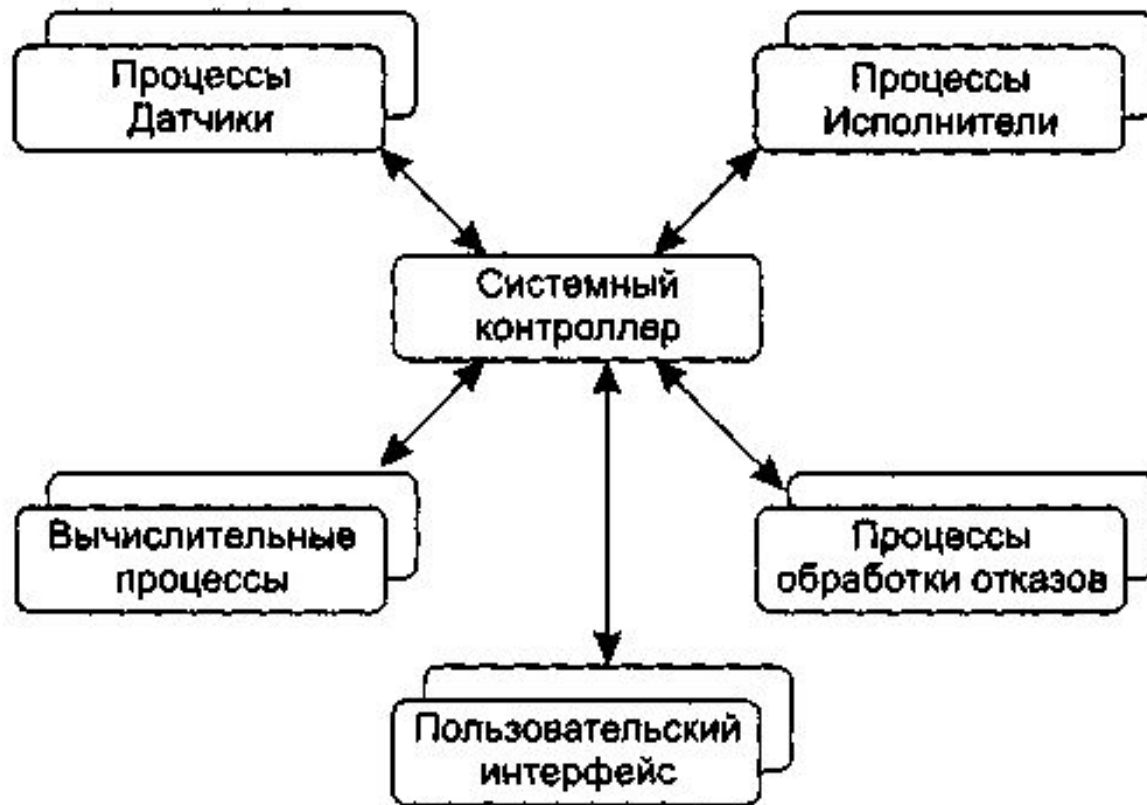 Процессы
Датчики
Процессы
Исполнители
Системный
контроллер
Вычислительные
процессы
Процессы
обработки отказов
Пользовательский
интерфейс